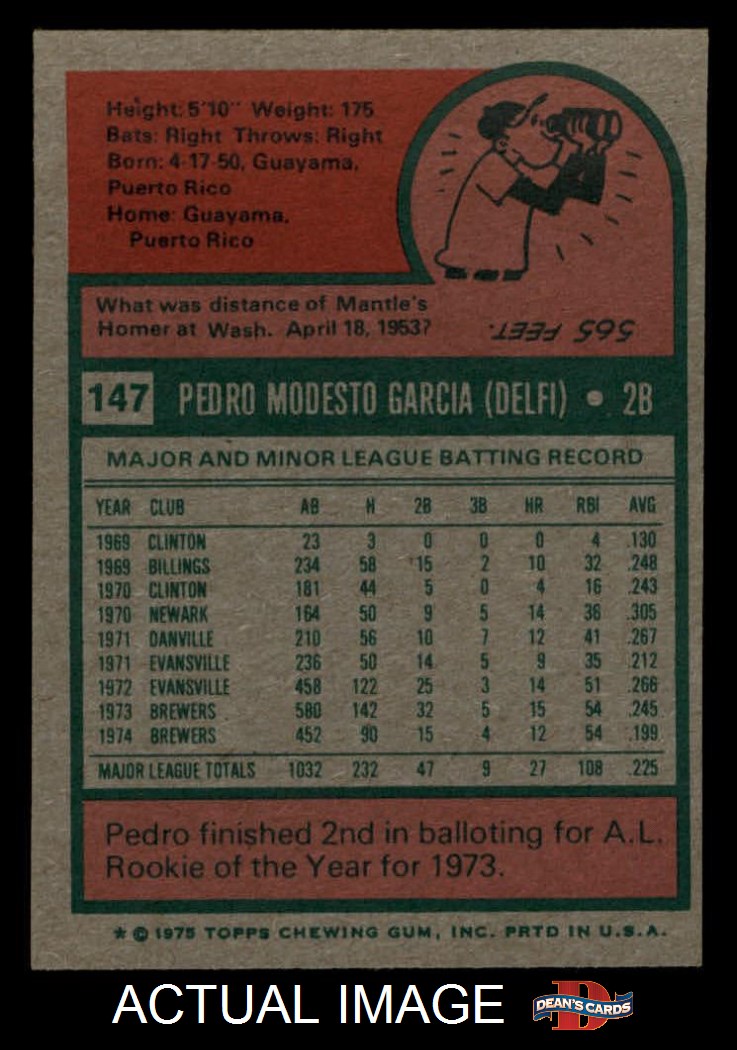 Height: 5'10" Weight: 175
Bats: Right Throws: Right
Born: 4-17-50, Guayama,
Puerto Rico
Home: Guayama,
Puerto Rico
What was distance of Mantle's
Homer at Wash. April 18, 1953?
565 FEET.
147 PEDRO MODESTO GARCIA (DELFI) • 2B
MAJOR AND MINOR LEAGUE BATTING RECORD
YEAR CLUB AB H 2B 3B HR RBI AVG
1969 CLINTON 23 3 0 0 0 4 .130
1969 BILLINGS 234 58 15 2 10 32 .248
1970 CLINTON 181 44 5 0 4 16 .243
1970 NEWARK 164 50 9 5 14 36 .305
1971 DANVILLE 210 56 10 7 12 41 .267
1971 EVANSVILLE 236 50 14 5 9 35 .212
1972 EVANSVILLE 458 122 25 3 14 51 .266
1973 BREWERS 580 142 32 5 15 54 .245
1974 BREWERS 452 90 15 4 12 54 .199
MAJOR LEAGUE TOTALS 1032 232 47 9 27 108 .225
Pedro finished 2nd in balloting for A.L.
Rookie of the Year for 1973.
* © 1975 TOPPS CHEWING GUM, INC. PRTD IN U.S.A.
ACTUAL IMAGE
D
DEAN'S CARDS